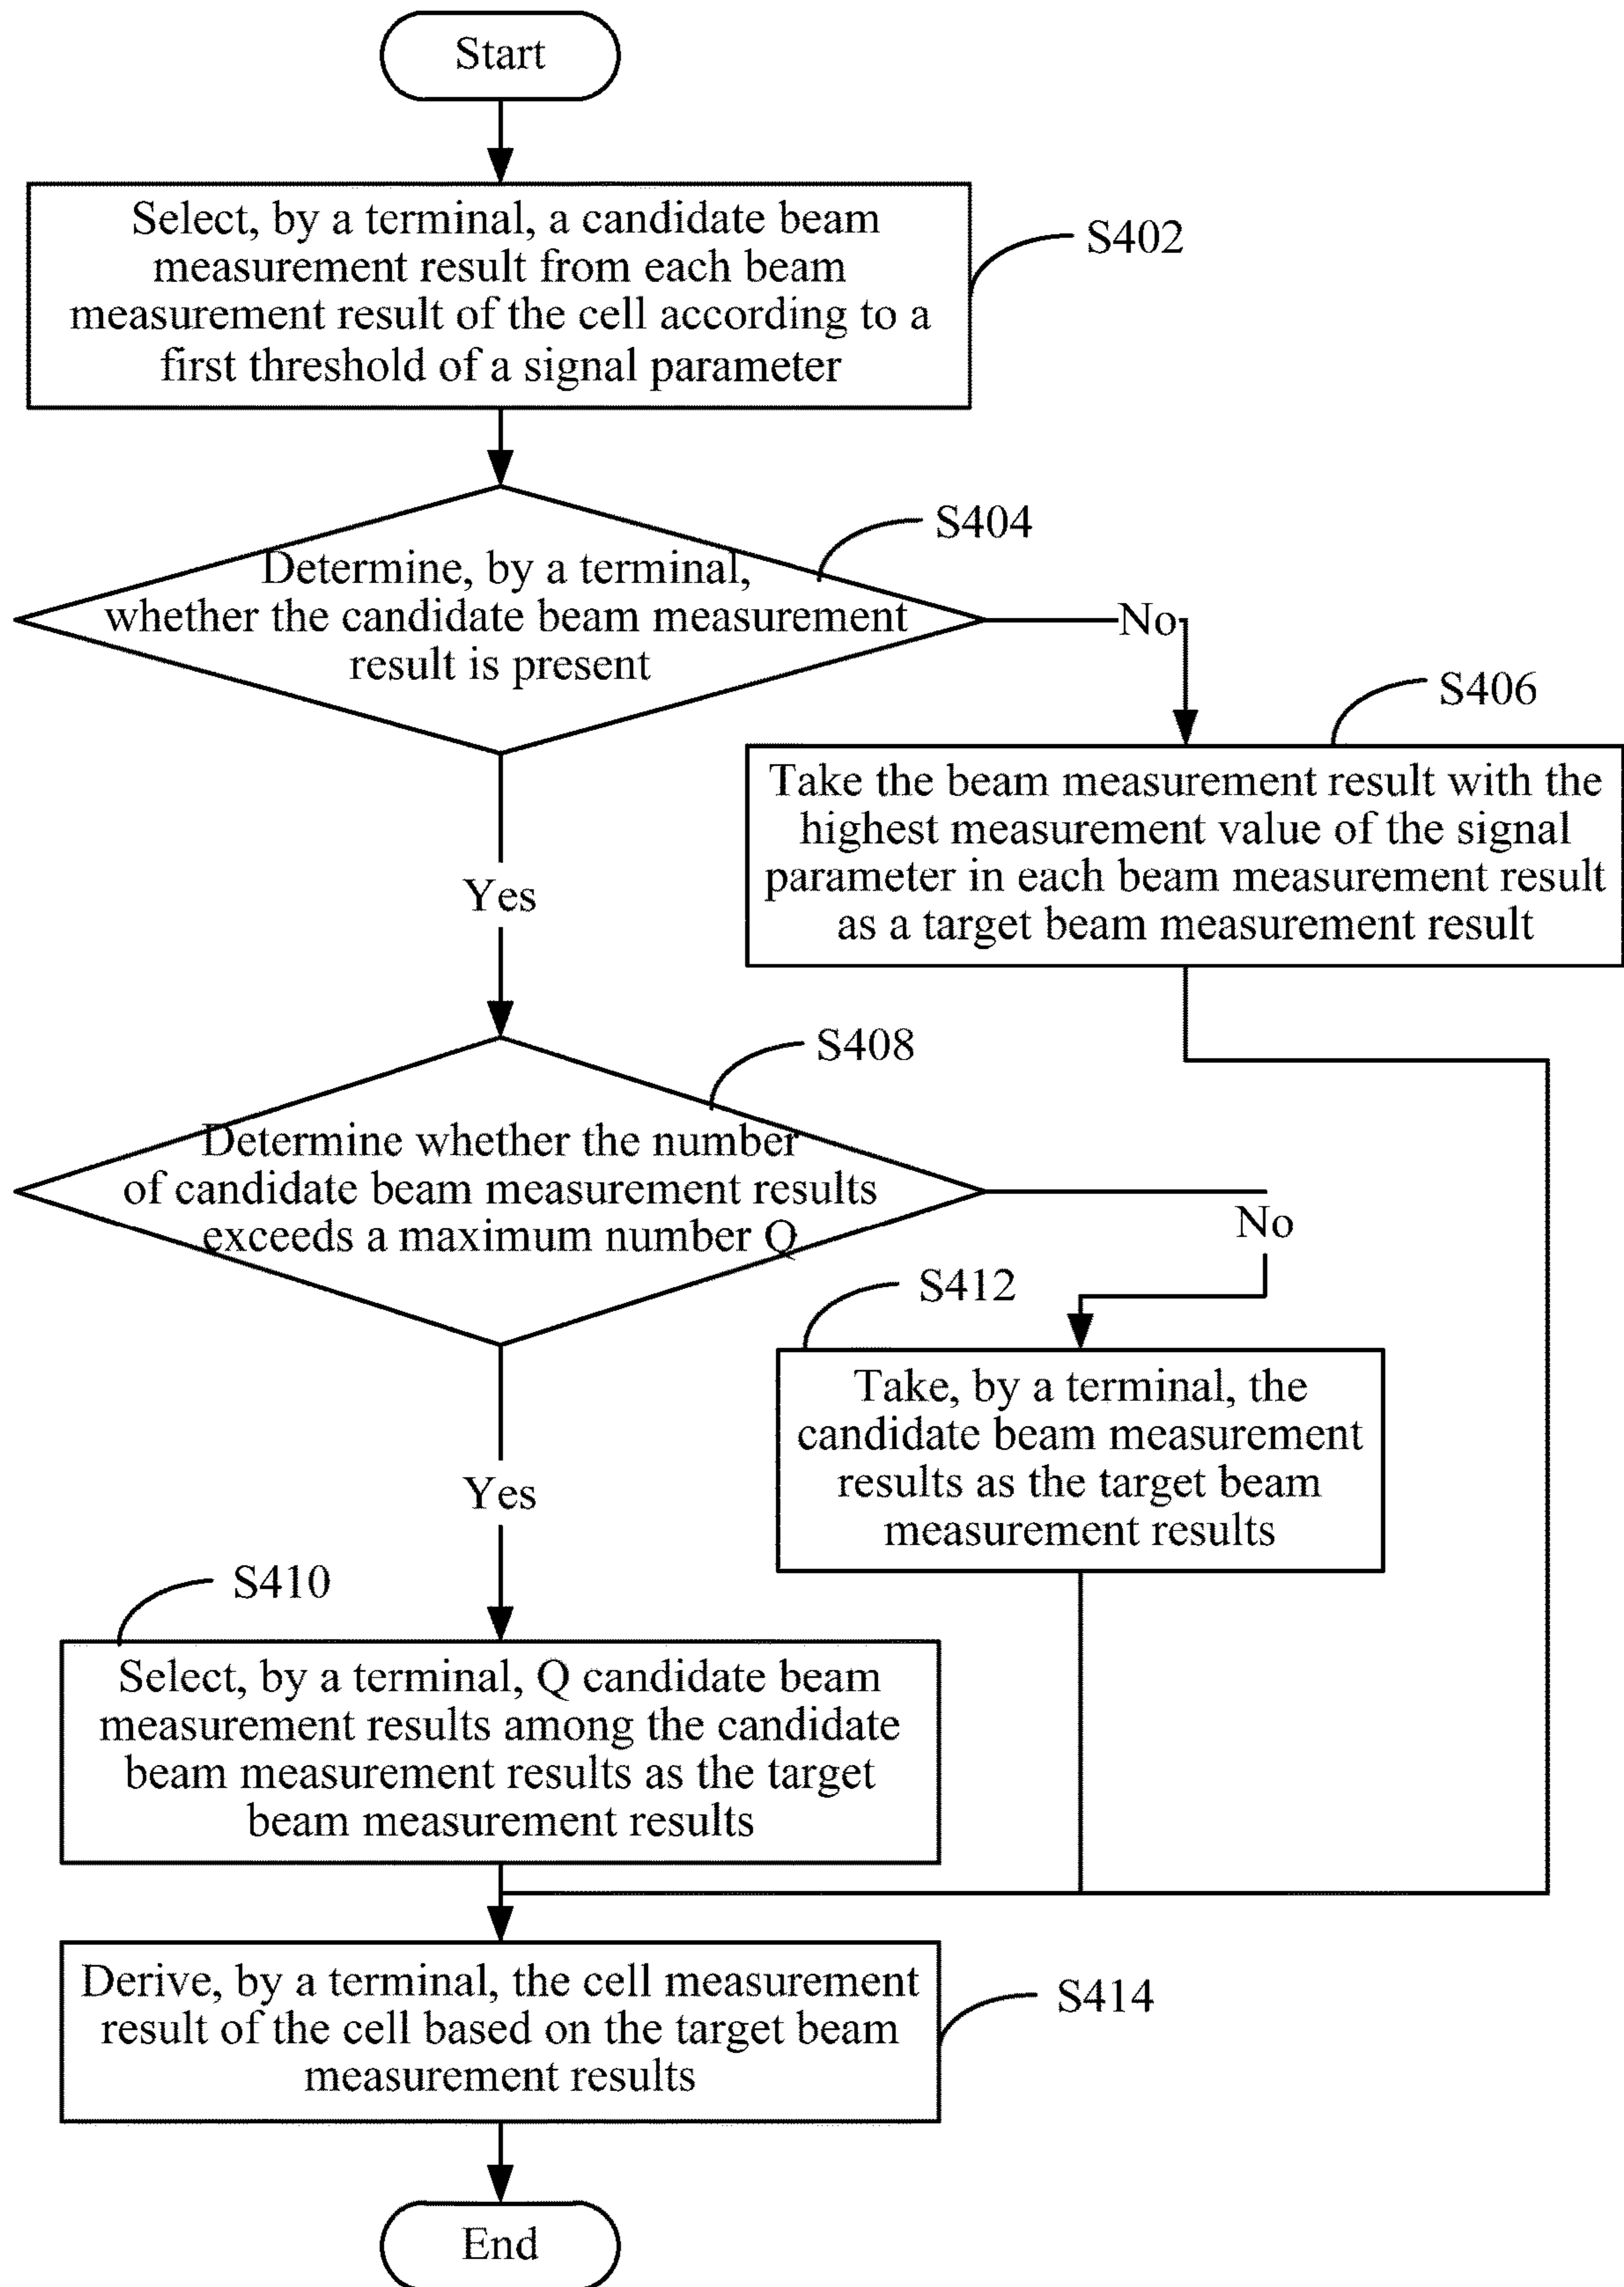 Start
Select, by a terminal, a candidate beam
measurement result from each beam
measurement result of the cell according to a
first threshold of a signal parameter
S402
S404
Determine, by a terminal,
whether the candidate beam measurement
result is present
No
S406
Take the beam measurement result with the
highest measurement value of the signal
parameter in each beam measurement result
as a target beam measurement result
Yes
S408
Determine whether the number
of candidate beam measurement results
exceeds a maximum number Q
No
S412
Take, by a terminal, the
candidate beam measurement
results as the target beam
measurement results
Yes
S410
Select, by a terminal, Q candidate beam
measurement results among the candidate
beam measurement results as the target
beam measurement results
Derive, by a terminal, the cell measurement
result of the cell based on the target beam
measurement results
S414
End